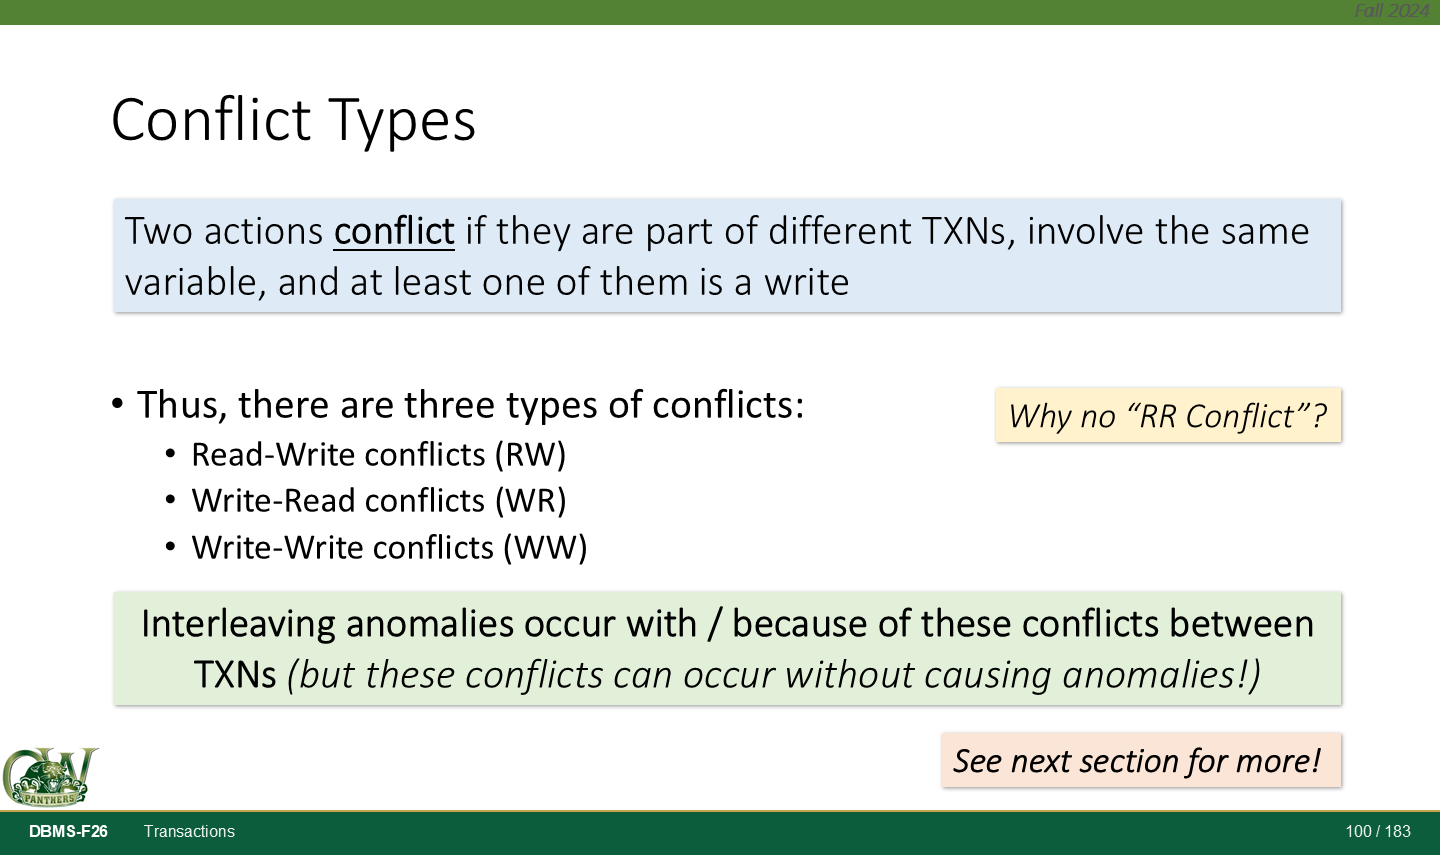 Fall 2024
Conflict Types
Two actions conflict if they are part of different TXNs, involve the same
variable, and at least one of them is a write
• Thus, there are three types of conflicts:
Why no “RR Conflict”?
• Read-Write conflicts (RW)
• Write-Read conflicts (WR)
• Write-Write conflicts (WW)
Interleaving anomalies occur with / because of these conflicts between
TXNs (but these conflicts can occur without causing anomalies!)
See next section for more!
OW
PANTHERS
DBMS-F26 Transactions 100 / 183